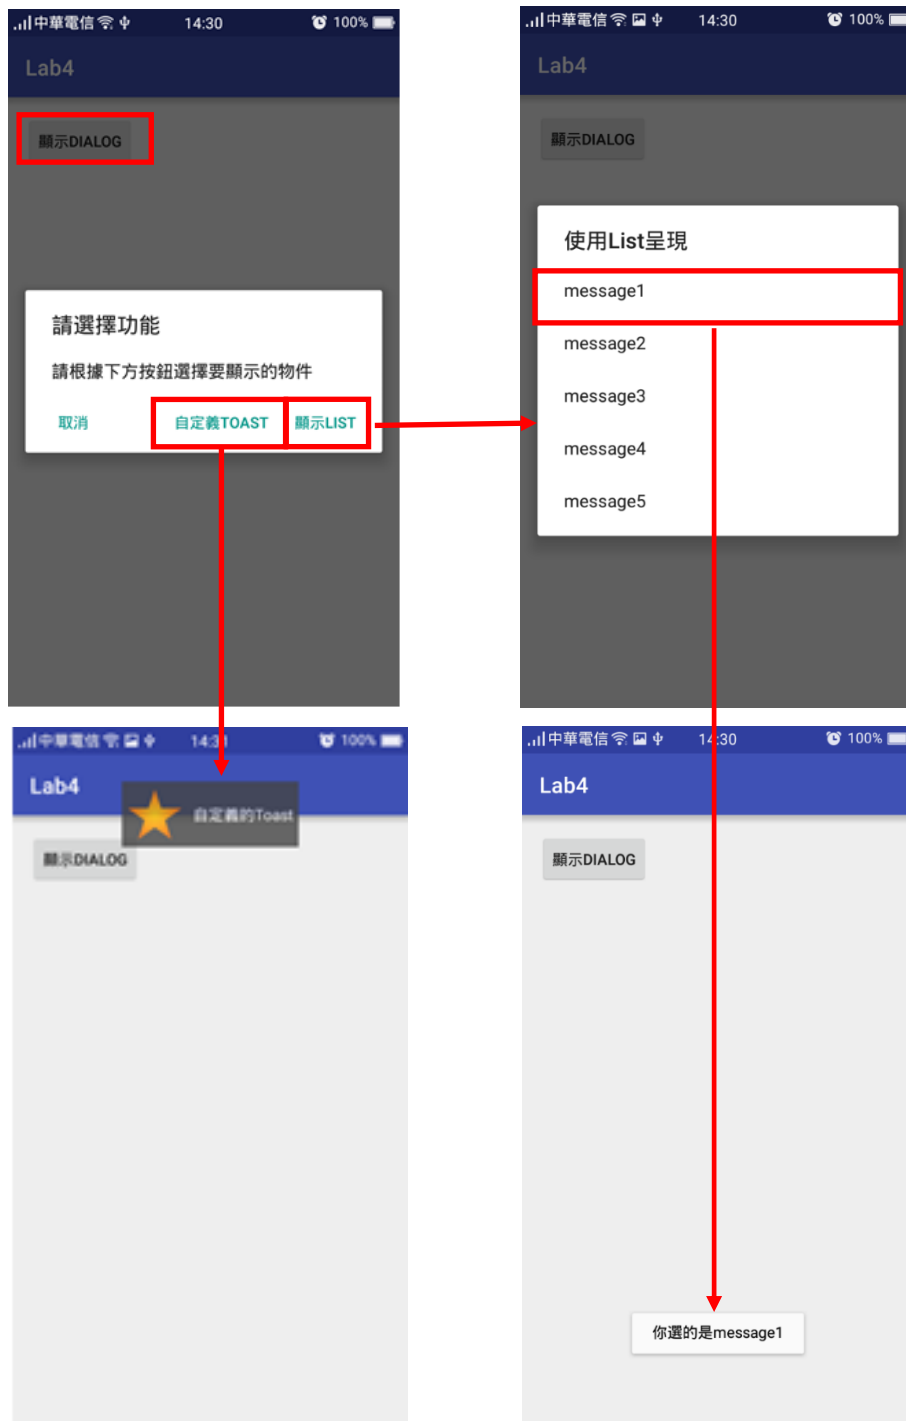 中華電信 14:30 100%
Lab4
顯示DIALOG
請選擇功能
請根據下方按鈕選擇要顯示的物件
取消 自定義TOAST 顯示LIST
中華電信 14:30 100%
Lab4
顯示DIALOG
使用List呈現
message1
message2
message3
message4
message5
中華電信 14:31 100%
Lab4
自定義的Toast
顯示DIALOG
中華電信 14:30 100%
Lab4
顯示DIALOG
你選的是message1